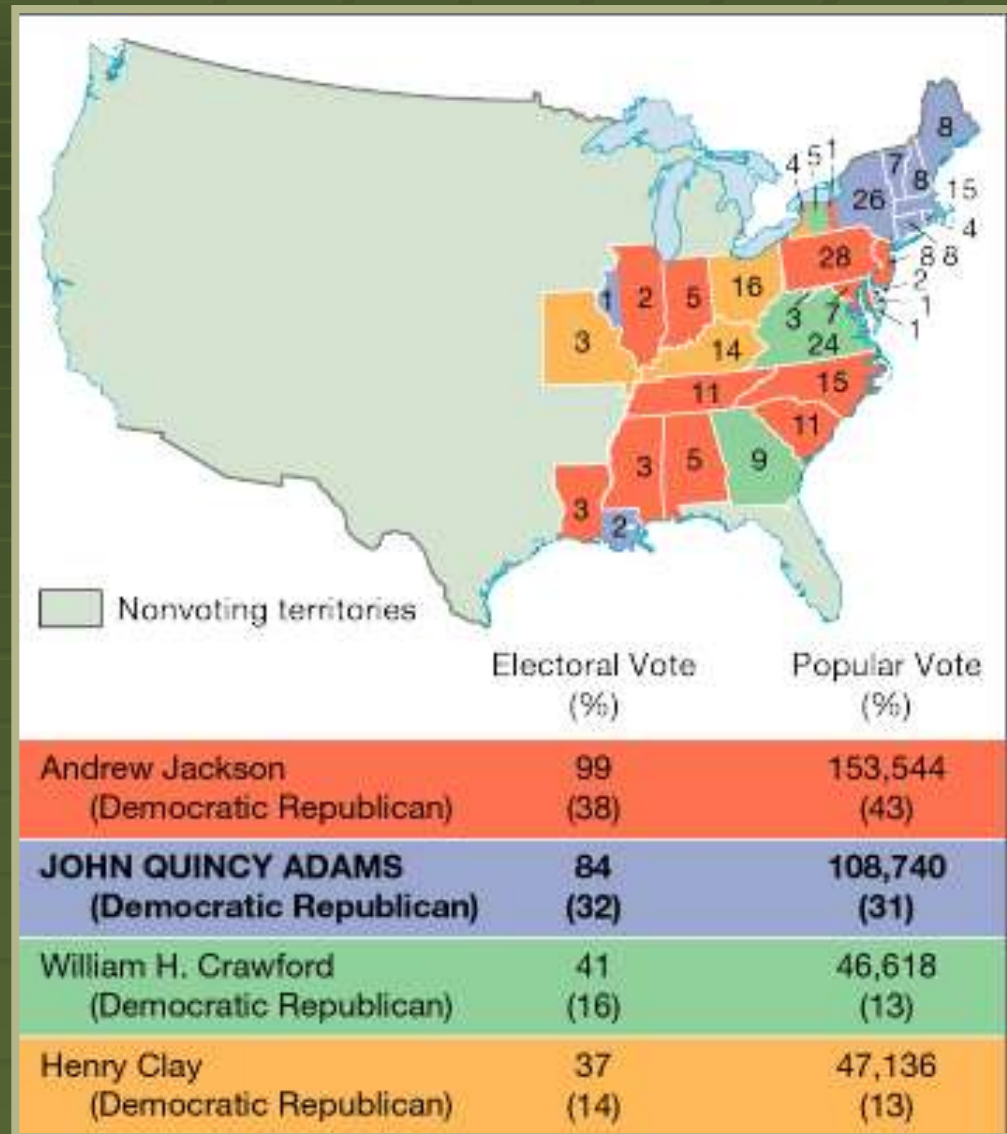 8
4 5 1
7
8
15
26
4
8 8
28
2
1
1
1
2
5
16
3
7
3
14
24
11
15
11
3
5
9
3
2
Nonvoting territories
Electoral Vote Popular Vote
(%) (%)
Andrew Jackson 99 153,544
(Democratic Republican) (38) (43)
JOHN QUINCY ADAMS 84 108,740
(Democratic Republican) (32) (31)
William H. Crawford 41 46,618
(Democratic Republican) (16) (13)
Henry Clay 37 47,136
(Democratic Republican) (14) (13)